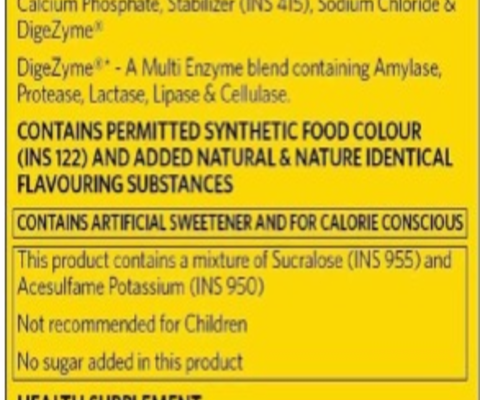 Calcium Phosphate, Stabilizer (INS 415), Sodium Chloride &
DigeZyme®
DigeZyme®* - A Multi Enzyme blend containing Amylase,
Protease, Lactase, Lipase & Cellulase.
CONTAINS PERMITTED SYNTHETIC FOOD COLOUR
(INS 122) AND ADDED NATURAL & NATURE IDENTICAL
FLAVOURING SUBSTANCES
CONTAINS ARTIFICIAL SWEETENER AND FOR CALORIE CONSCIOUS
This product contains a mixture of Sucralose (INS 955) and
Acesulfame Potassium (INS 950)
Not recommended for Children
No sugar added in this product
HEALTH SUPPLEMENT